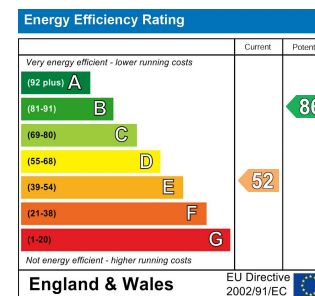 Energy Efficiency Rating
Current
Very energy efficient - lower running costs
(92 plus) A
(81-91) B
86
(69-80) C
(55-68) D
(39-54) E
52
(21-38) F
(1-20) G
Not energy efficient - higher running costs
England & Wales
EU Directive
2002/91/EC